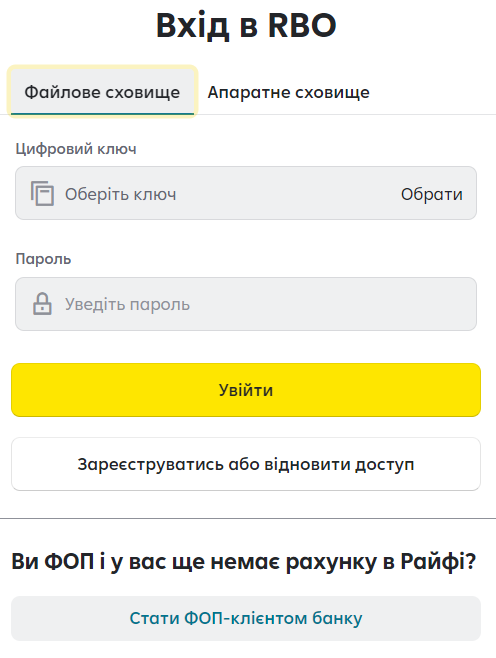 Вхід в RBO
Файлове сховище Апаратне сховище
Цифровий ключ
Оберіть ключ Обрати
Пароль
Уведіть пароль
Увійти
Зареєструватись або відновити доступ
Ви ФОП і у вас ще немає рахунку в Райфі?
Стати ФОП-клієнтом банку